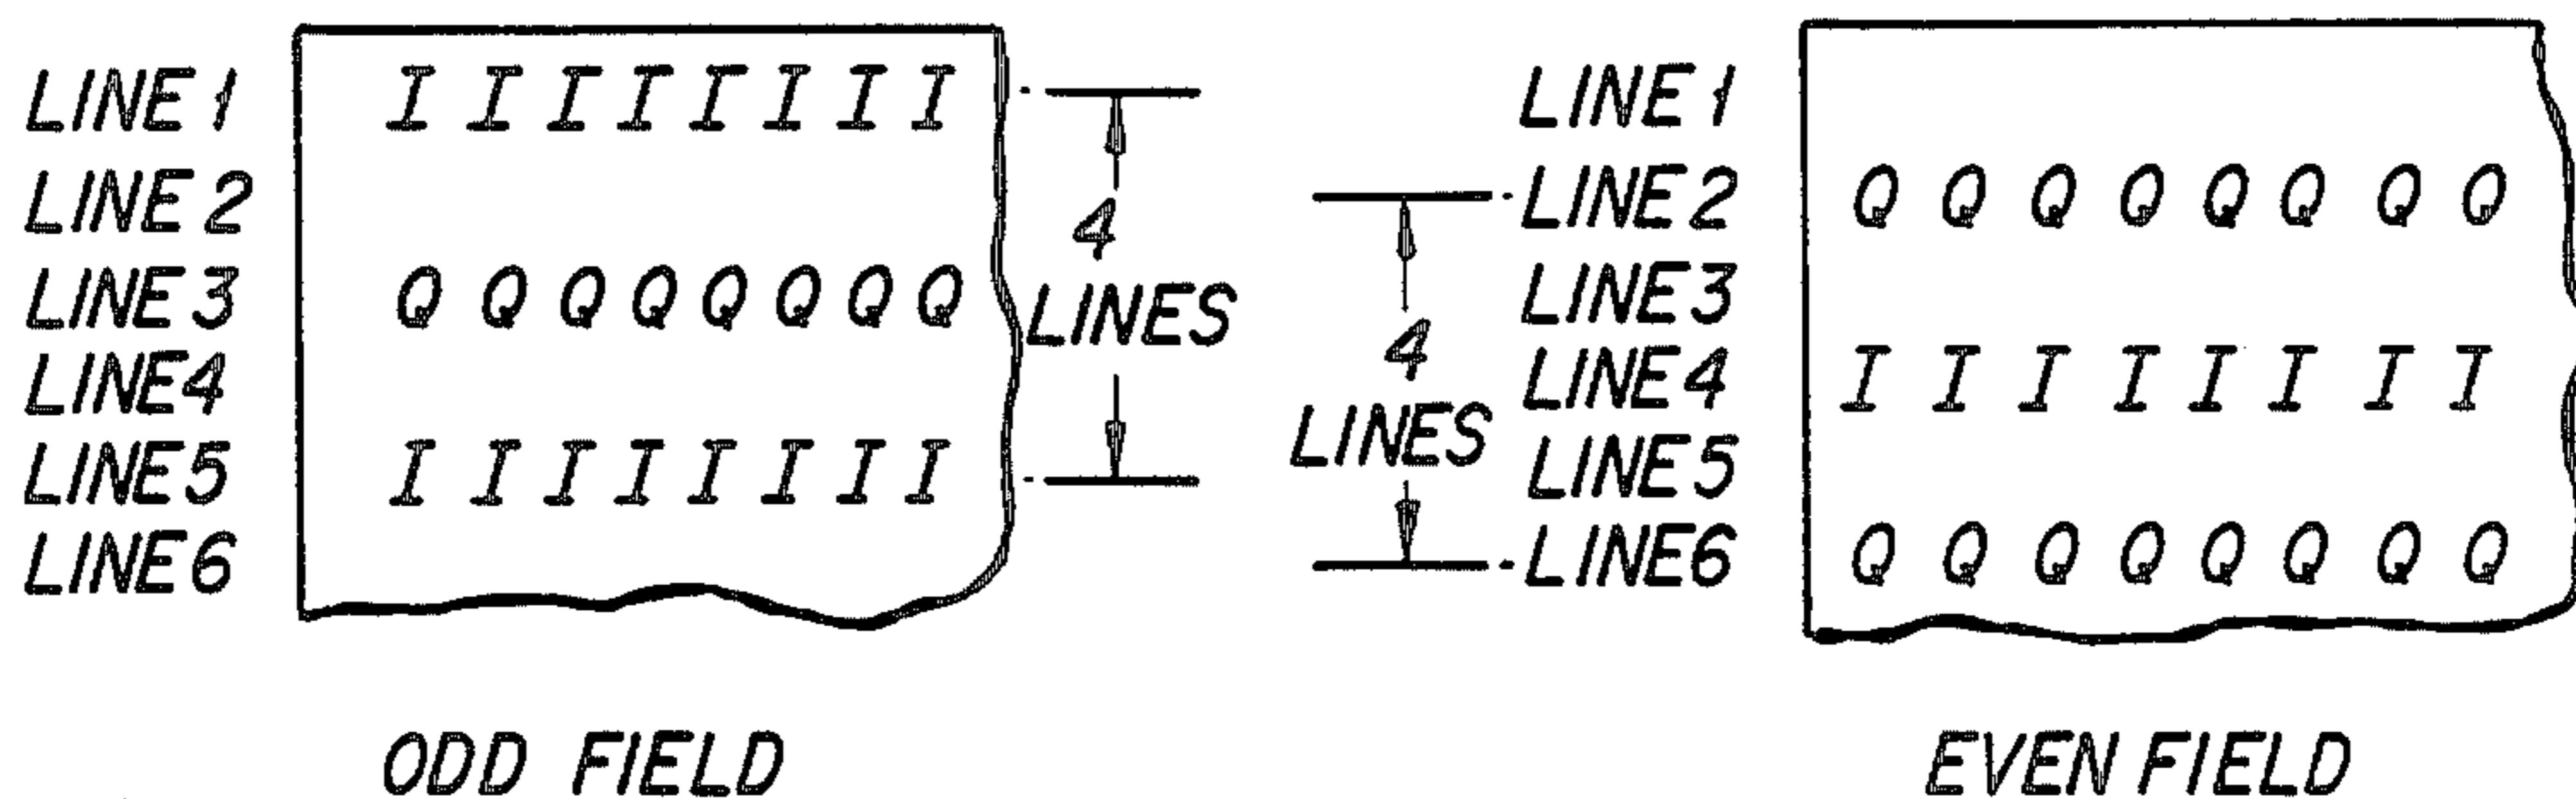 LINE 1 I I I I I I I I
LINE 2
LINE 3 Q Q Q Q Q Q Q Q
LINE 4
LINE 5 I I I I I I I I
LINE 6
4
LINES
ODD FIELD
LINE 1
LINE 2 Q Q Q Q Q Q Q Q
LINE 3
LINE 4 I I I I I I I I
LINE 5
LINE 6 Q Q Q Q Q Q Q Q
4
LINES
EVEN FIELD